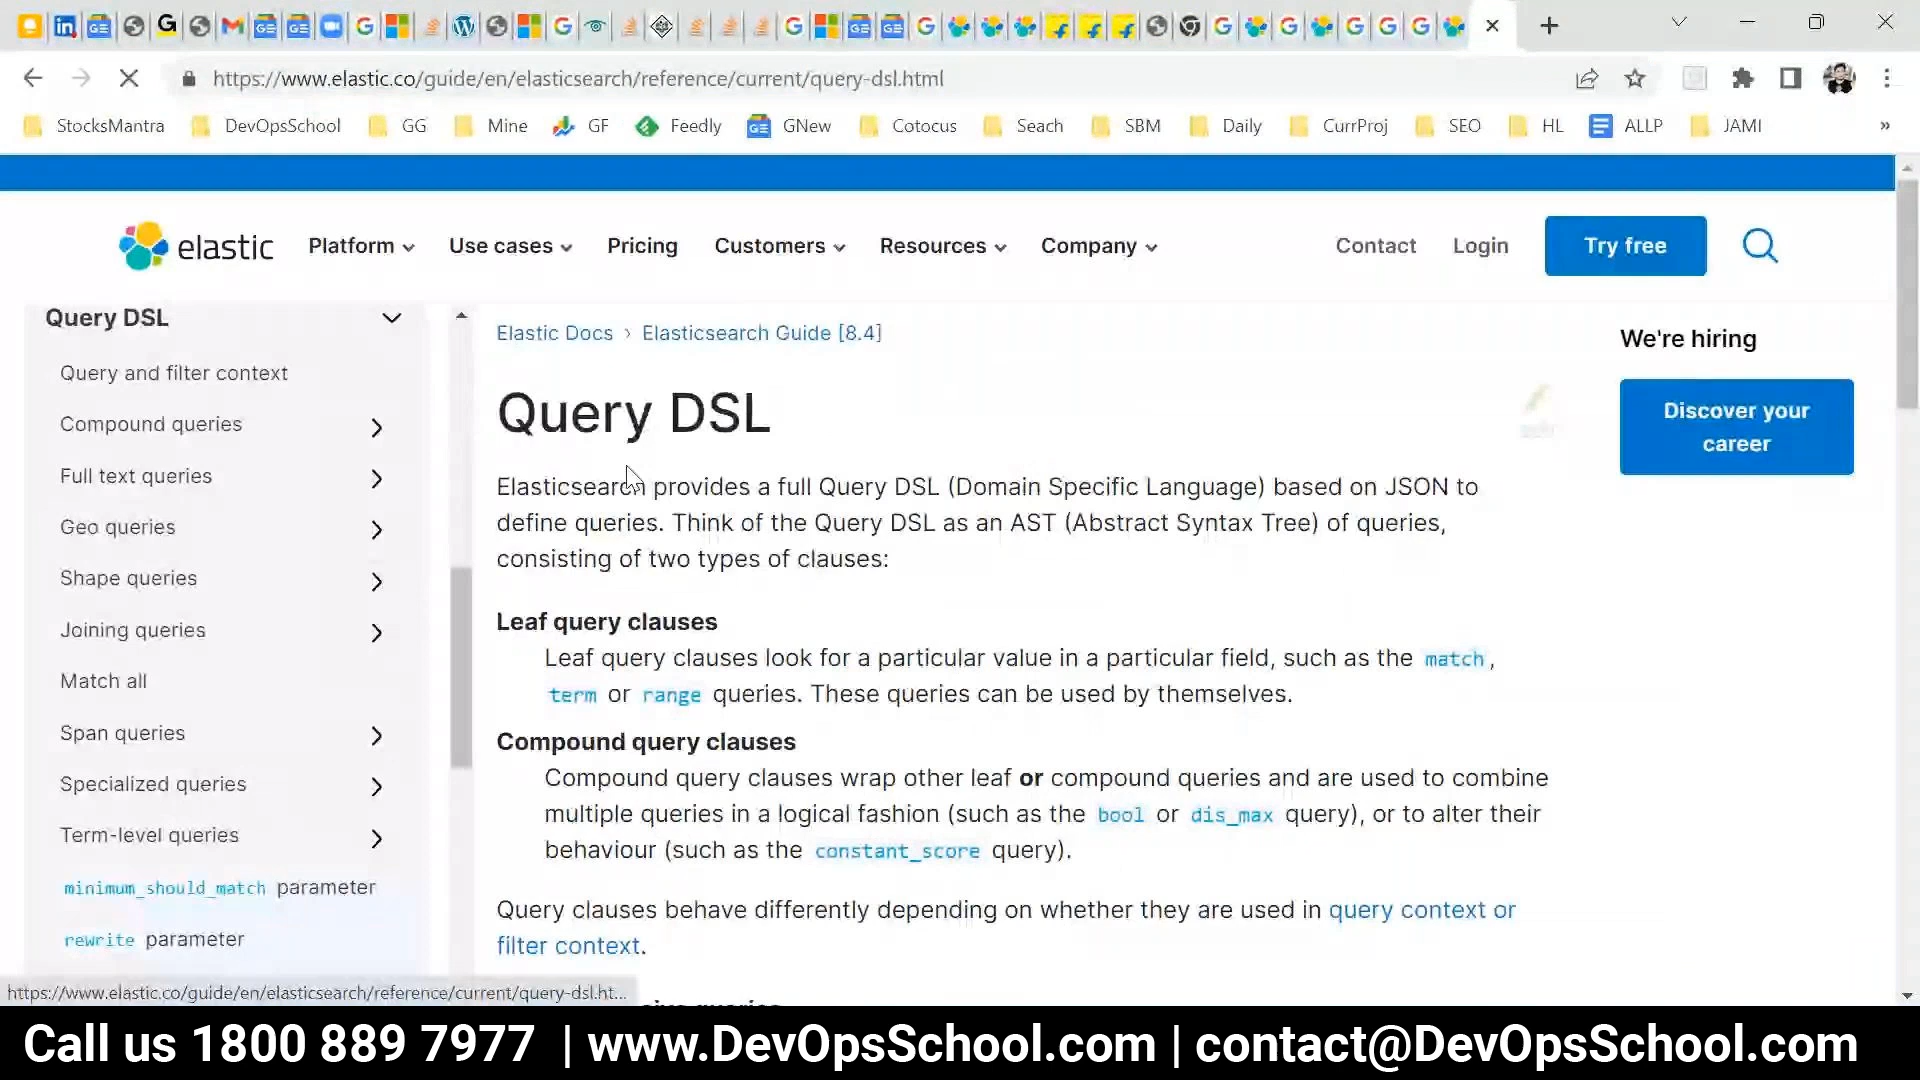 https://www.elastic.co/guide/en/elasticsearch/reference/current/query-dsl.html
StocksMantra DevOpsSchool GG Mine GF Feedly GNew Cotocus Seach SBM Daily CurrProj SEO HL ALLP JAMI »
elastic Platform Use cases Pricing Customers Resources Company Contact Login Try free
Query DSL
Query and filter context
Compound queries
Full text queries
Geo queries
Shape queries
Joining queries
Match all
Span queries
Specialized queries
Term-level queries
minimum_should_match parameter
rewrite parameter
Elastic Docs › Elasticsearch Guide [8.4]
Query DSL
Elasticsearch provides a full Query DSL (Domain Specific Language) based on JSON to
define queries. Think of the Query DSL as an AST (Abstract Syntax Tree) of queries,
consisting of two types of clauses:
Leaf query clauses
Leaf query clauses look for a particular value in a particular field, such as the match,
term or range queries. These queries can be used by themselves.
Compound query clauses
Compound query clauses wrap other leaf or compound queries and are used to combine
multiple queries in a logical fashion (such as the bool or dis_max query), or to alter their
behaviour (such as the constant_score query).
Query clauses behave differently depending on whether they are used in query context or
filter context.
We're hiring
Discover your
career
https://www.elastic.co/guide/en/elasticsearch/reference/current/query-dsl.ht...
Call us 1800 889 7977 | www.DevOpsSchool.com | contact@DevOpsSchool.com